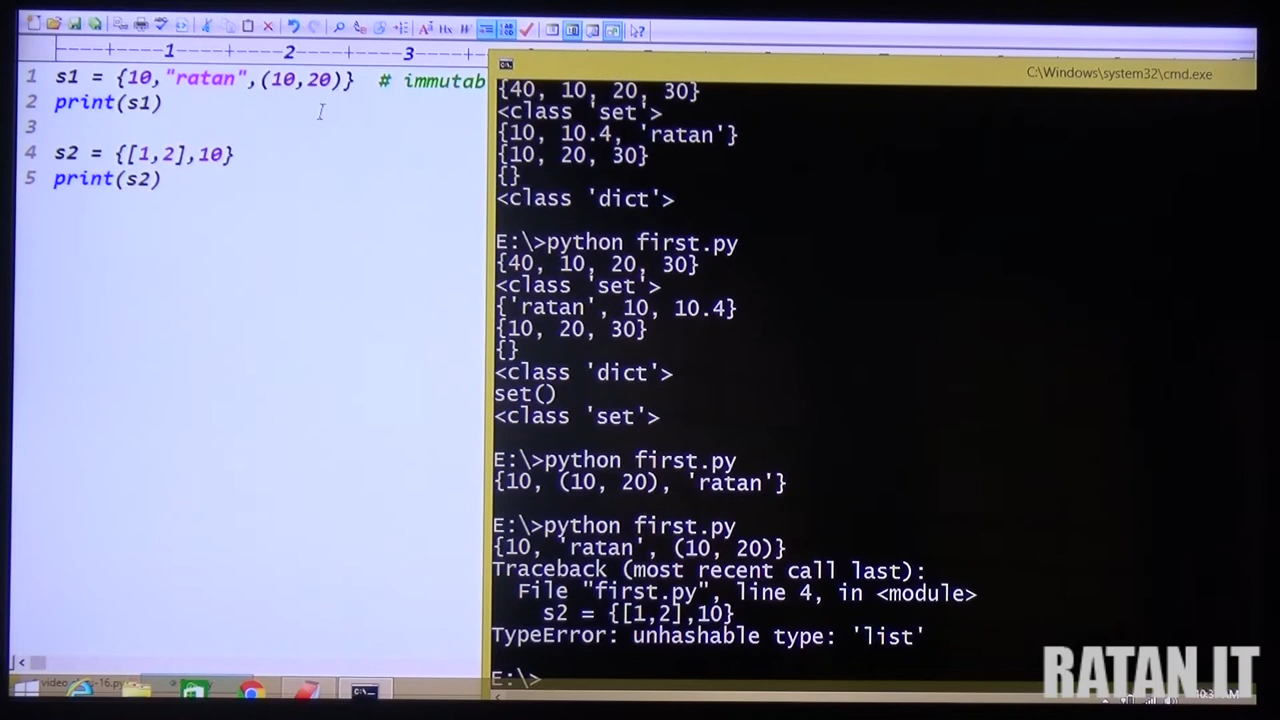 1 2 3
1 s1 = {10,"ratan",(10,20)} # immutab
2 print(s1)
3
4 s2 = {[1,2],10}
5 print(s2)
C:\Windows\system32\cmd.exe
{40, 10, 20, 30}
<class 'set'>
{10, 10.4, 'ratan'}
{10, 20, 30}
{}
<class 'dict'>
E:\>python first.py
{40, 10, 20, 30}
<class 'set'>
{'ratan', 10, 10.4}
{10, 20, 30}
{}
<class 'dict'>
set()
<class 'set'>
E:\>python first.py
{10, (10, 20), 'ratan'}
E:\>python first.py
{10, 'ratan', (10, 20)}
Traceback (most recent call last):
File "first.py", line 4, in <module>
s2 = {[1,2],10}
TypeError: unhashable type: 'list'
E:\>
RATAN.IT